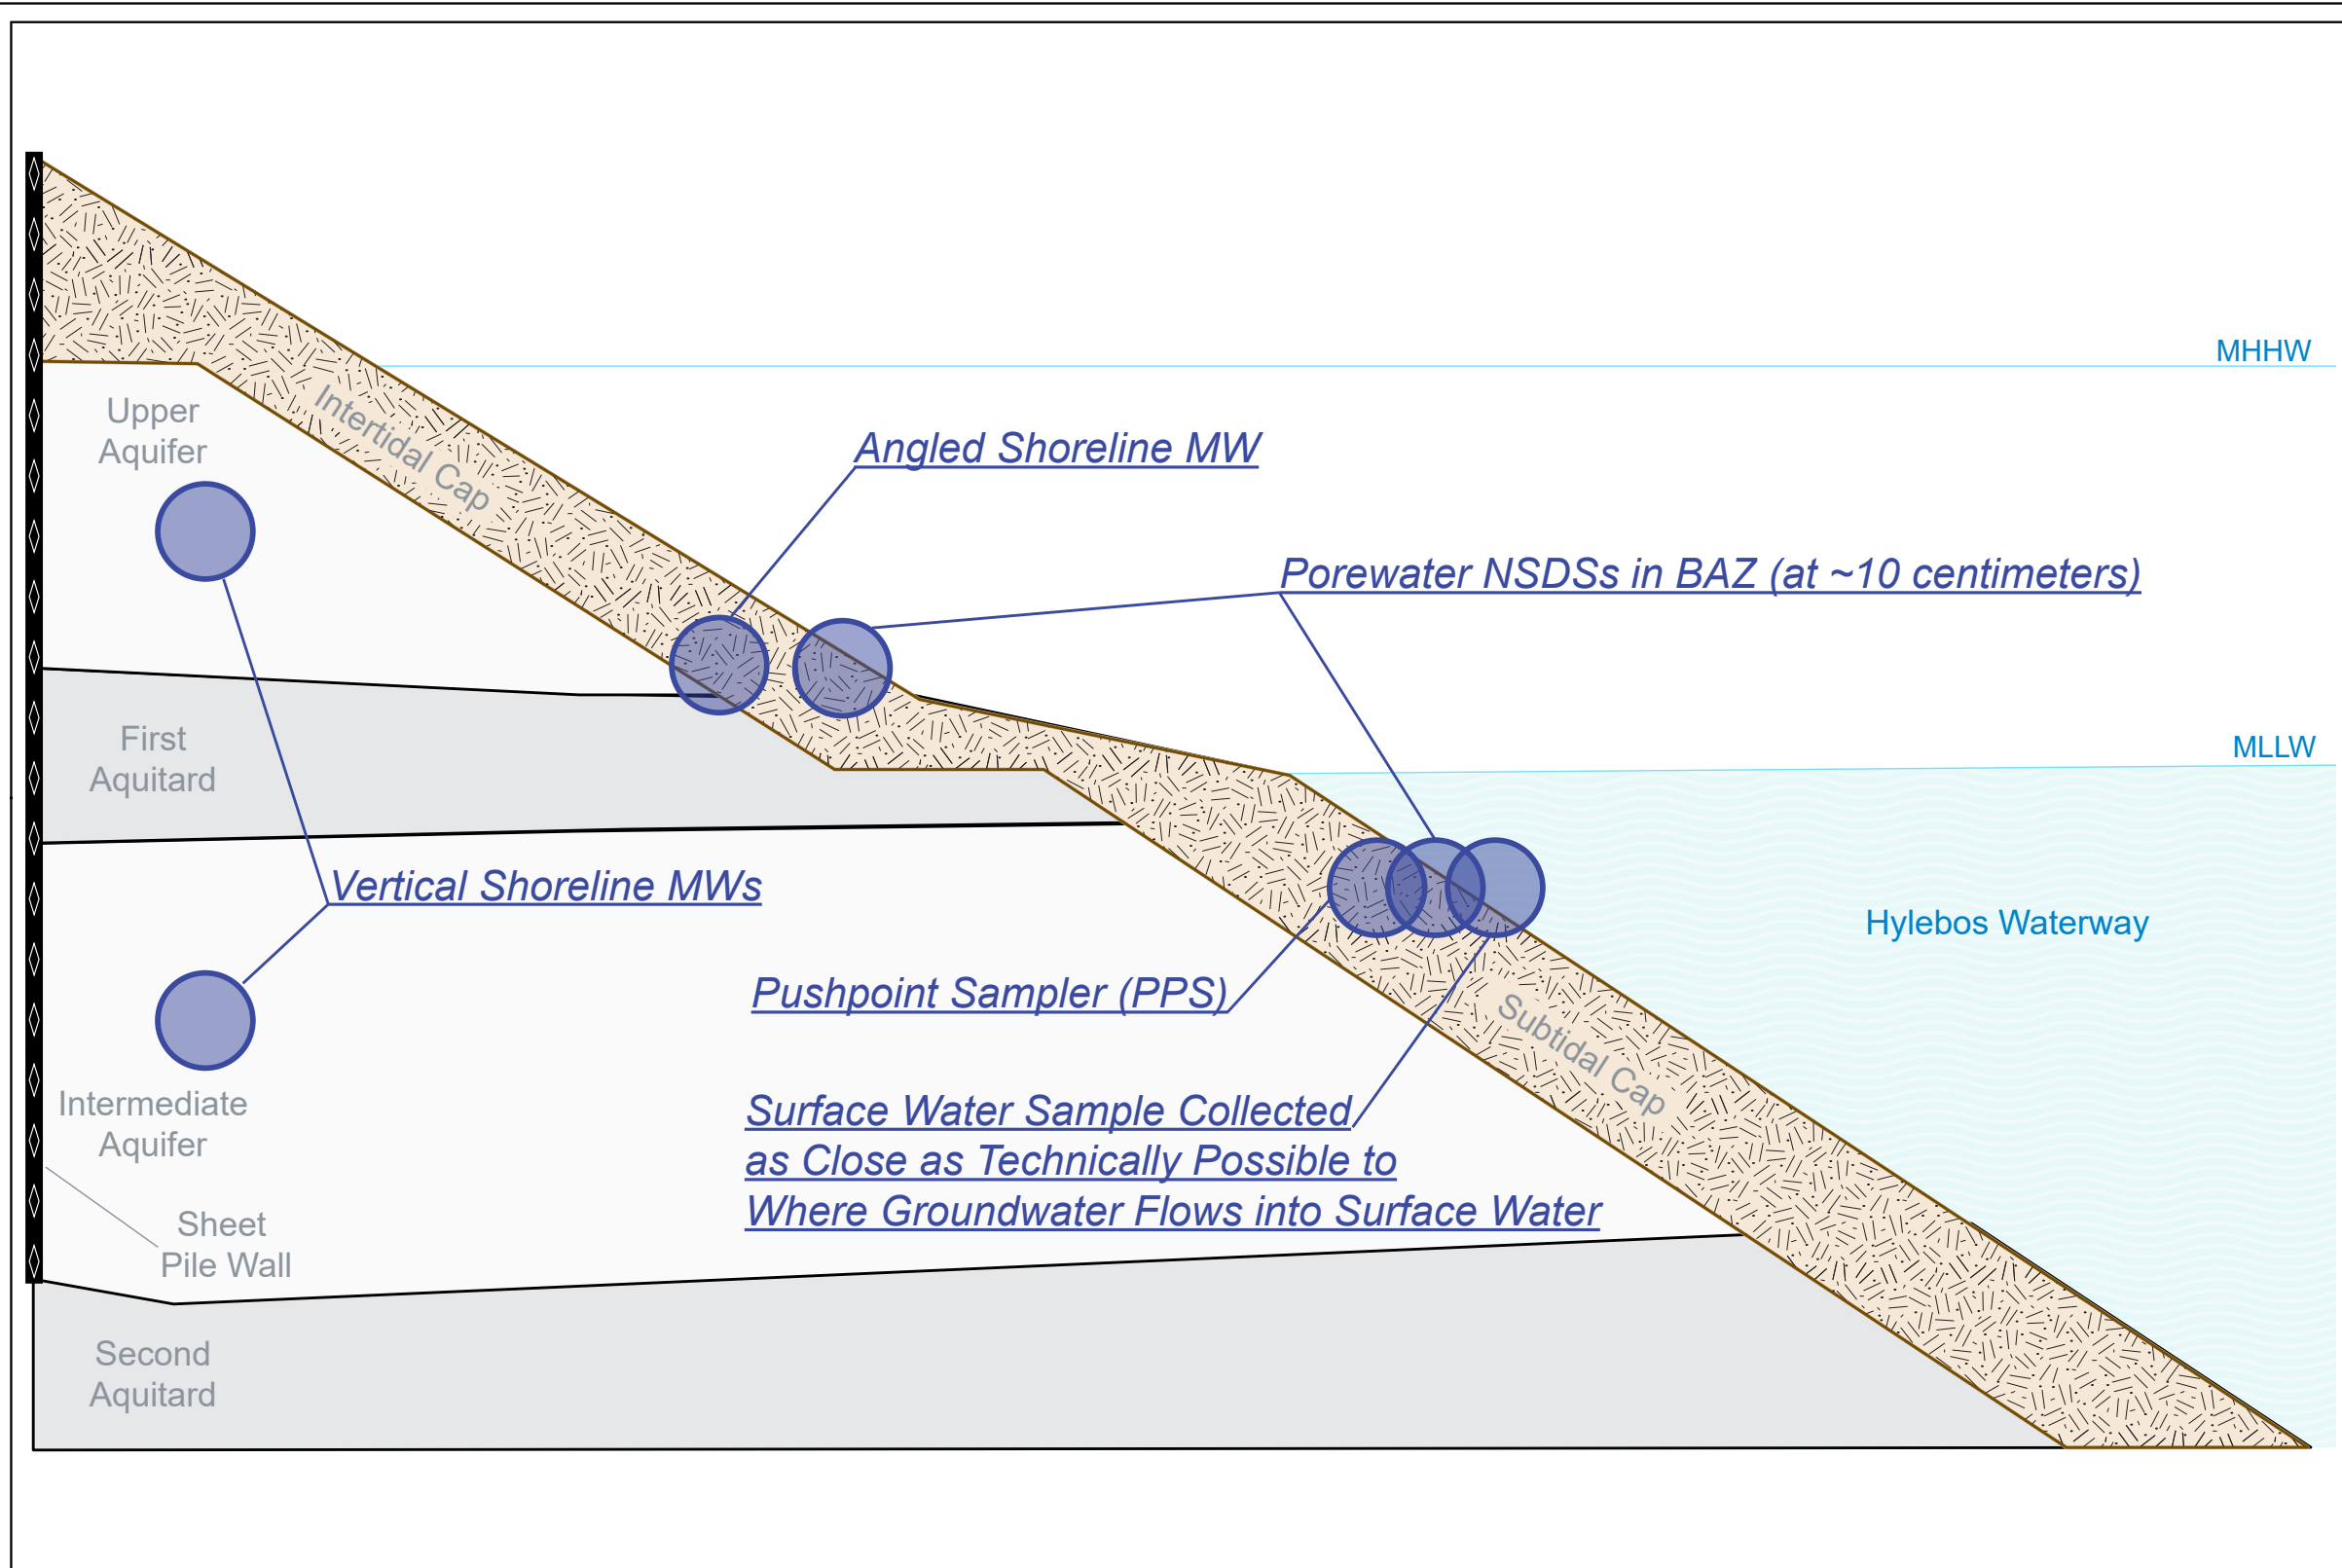 MHHW
Upper
Aquifer
Intertidal Cap
Angled Shoreline MW
Porewater NSDSs in BAZ (at ~10 centimeters)
First
Aquitard
MLLW
Vertical Shoreline MWs
Hylebos Waterway
Pushpoint Sampler (PPS)
Subtidal Cap
Intermediate
Aquifer
Surface Water Sample Collected
as Close as Technically Possible to
Where Groundwater Flows into Surface Water
Sheet
Pile Wall
Second
Aquitard